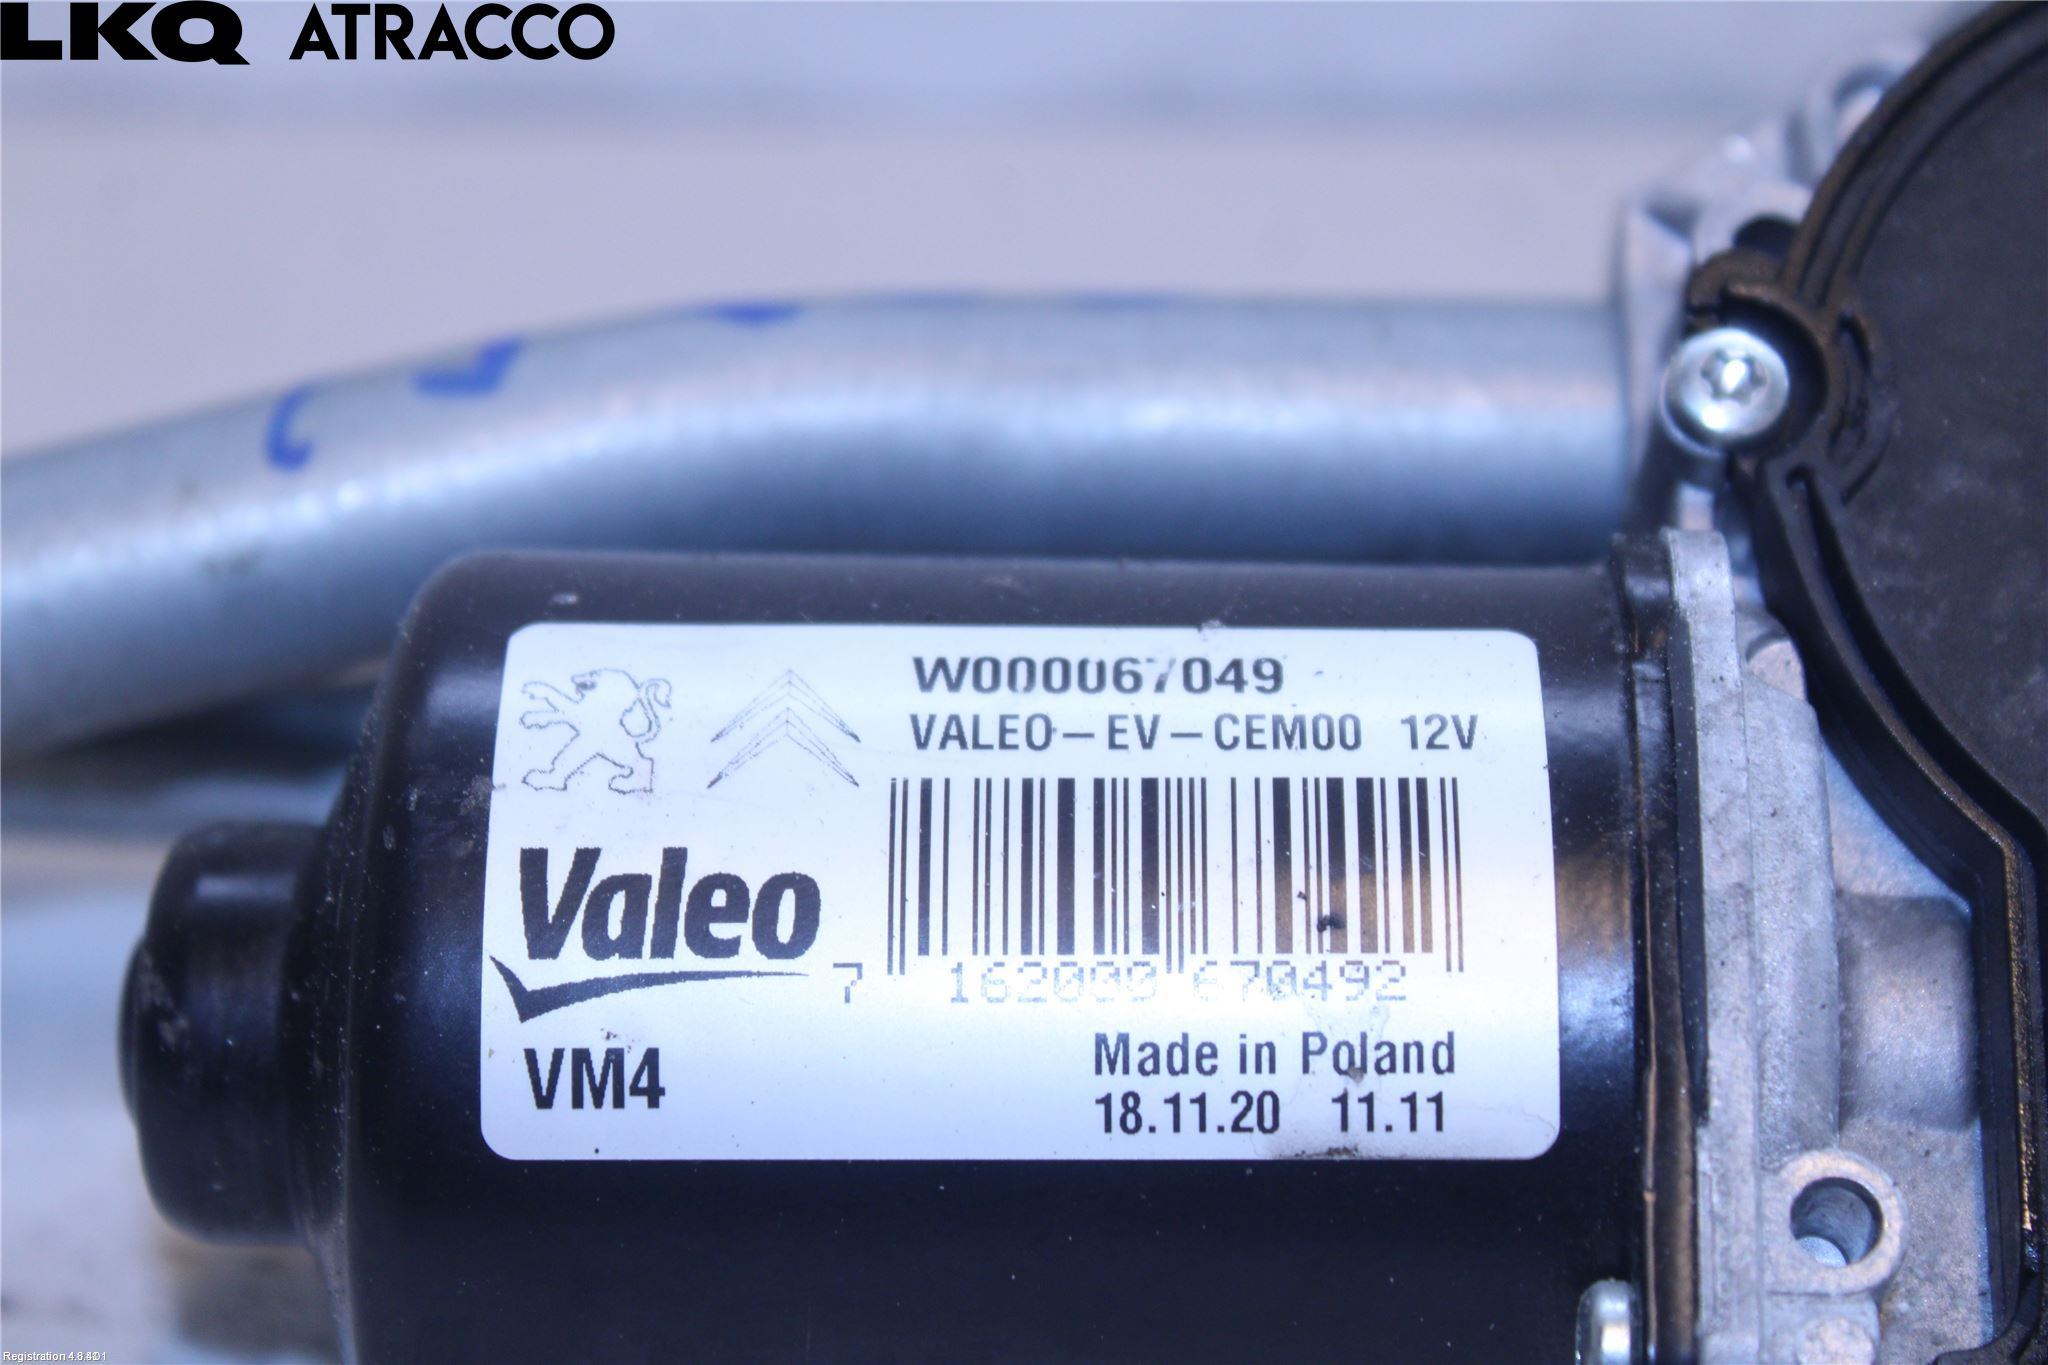 LKQ ATRACCO
W000067049
VALEO-EV-CEM00 12V
Valeo
7 162000 670492
VM4
Made in Poland
18.11.20 11.11